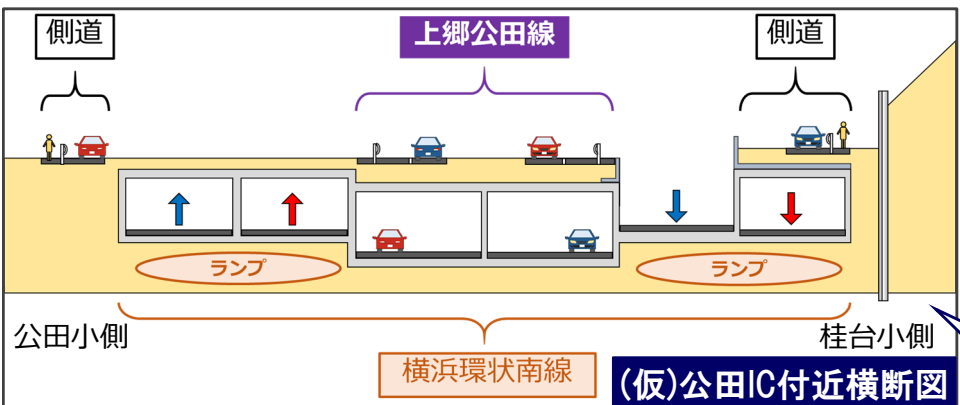 側道
上郷公田線
側道
ランプ
ランプ
公田小側
桂台小側
横浜環状南線
(仮)公田IC付近横断図